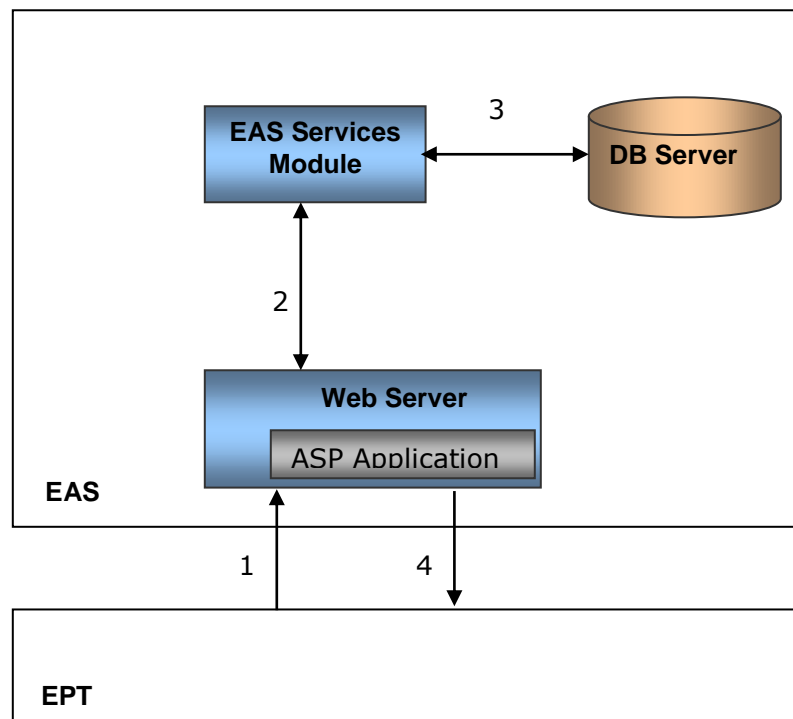 EAS Services
Module
3
DB Server
2
Web Server
ASP Application
EAS
1
4
EPT